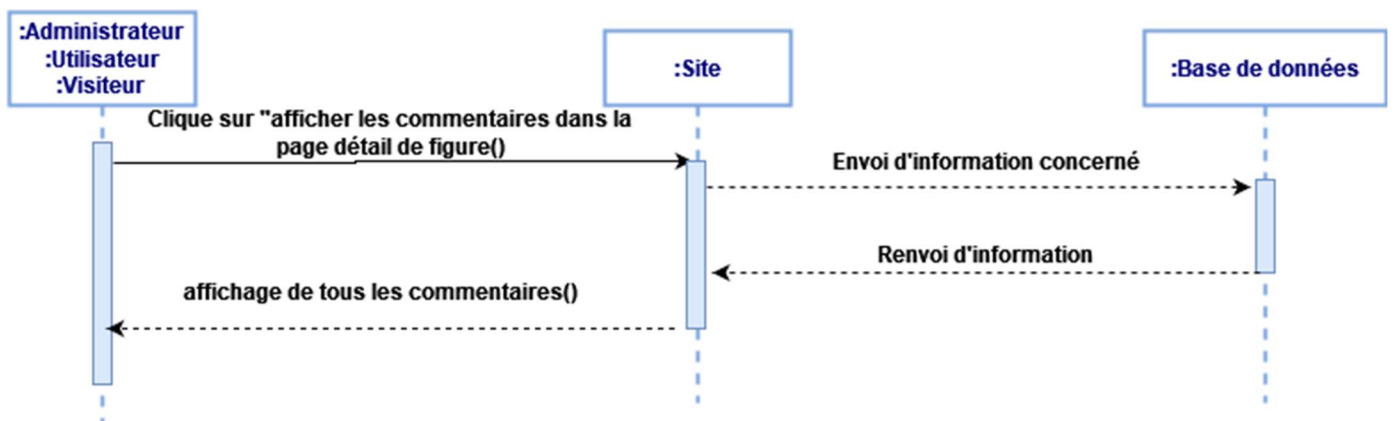 :Administrateur
:Utilisateur
:Visiteur
:Site
:Base de données
Clique sur "afficher les commentaires dans la
page détail de figure()
Envoi d'information concerné
Renvoi d'information
affichage de tous les commentaires()